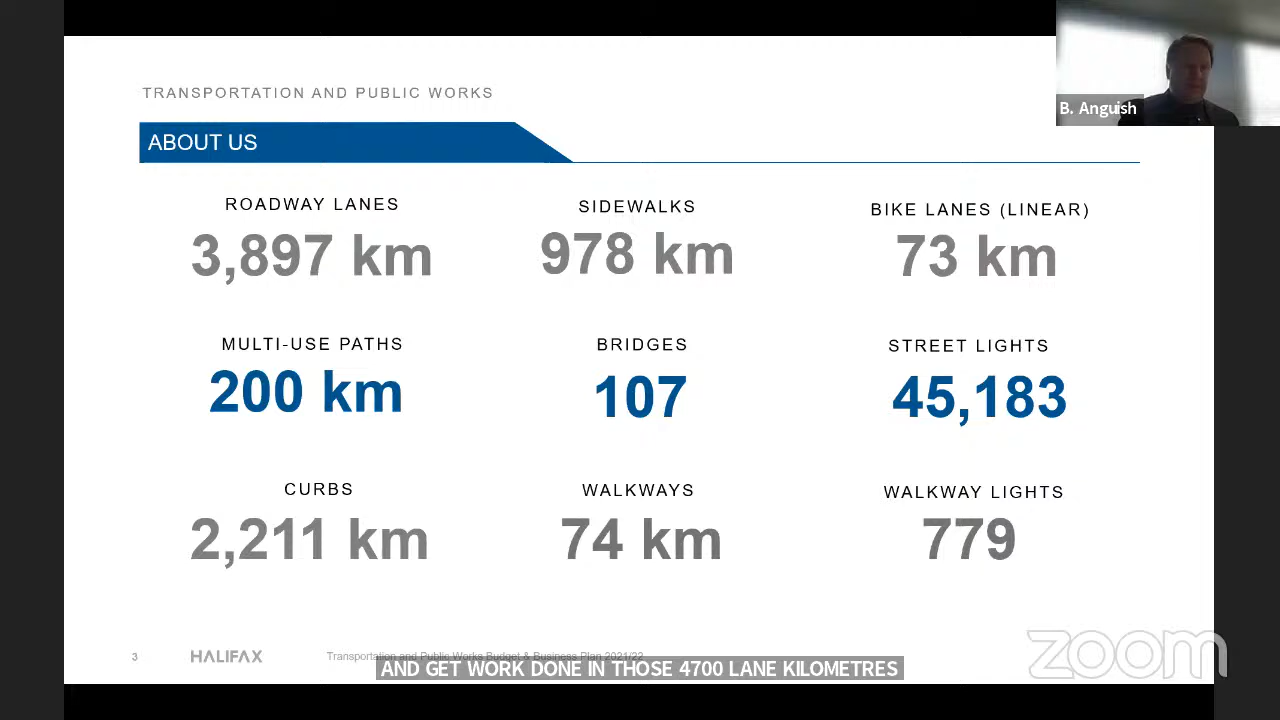 TRANSPORTATION AND PUBLIC WORKS
B. Anguish
ABOUT US
ROADWAY LANES
3,897 km
SIDEWALKS
978 km
BIKE LANES (LINEAR)
73 km
MULTI-USE PATHS
200 km
BRIDGES
107
STREET LIGHTS
45,183
CURBS
2,211 km
WALKWAYS
74 km
WALKWAY LIGHTS
779
3
HALIFAX
Transportation and Public Works Budget & Business Plan 2021/22
AND GET WORK DONE IN THOSE 4700 LANE KILOMETRES
zoom